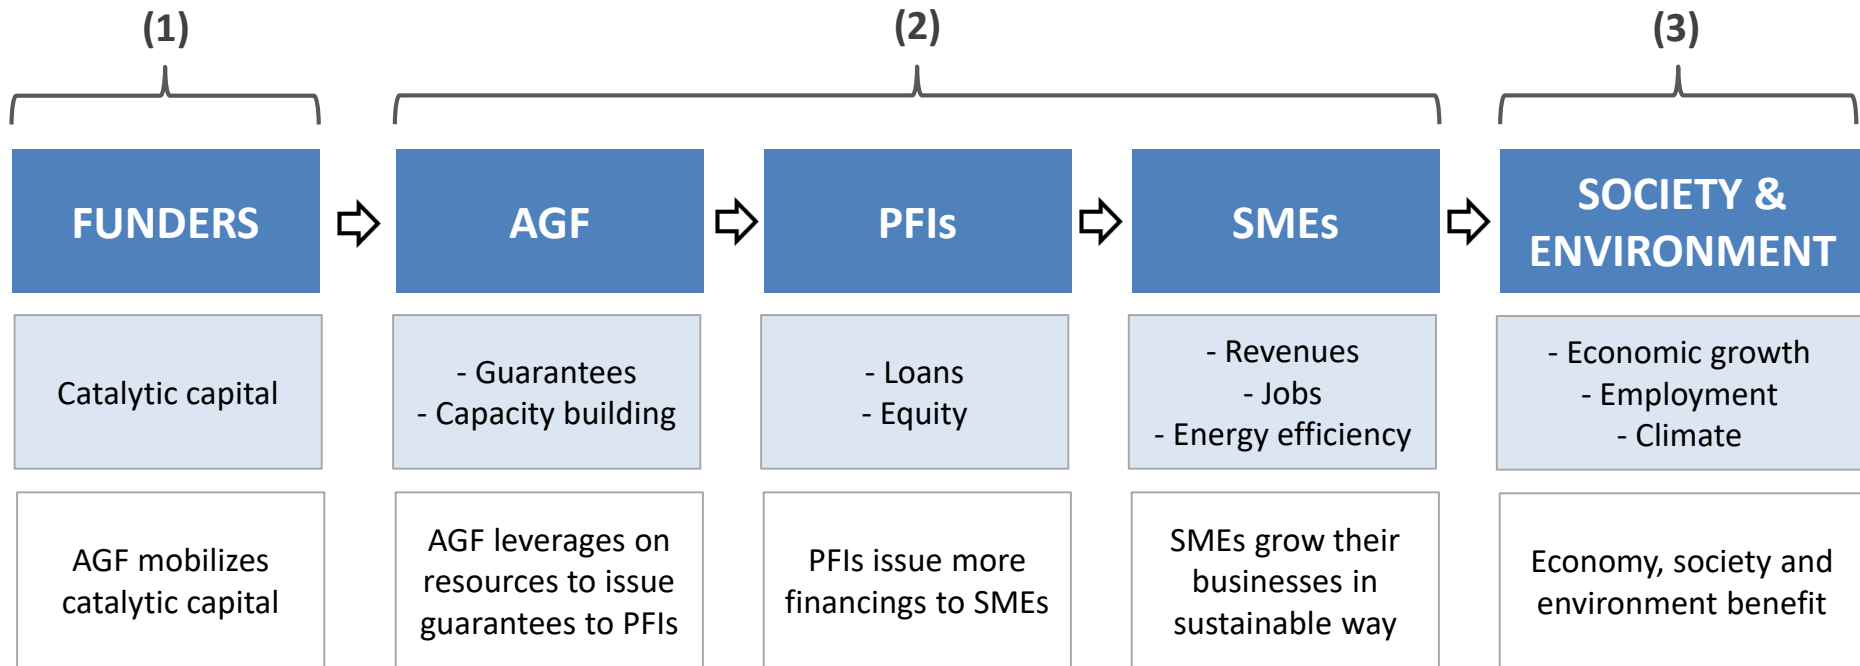 (1)
(2)
(3)
FUNDERS
AGF
PFIs
SMEs
SOCIETY &
ENVIRONMENT
Catalytic capital
- Guarantees
- Capacity building
- Loans
- Equity
- Revenues
- Jobs
- Energy efficiency
- Economic growth
- Employment
- Climate
AGF mobilizes
catalytic capital
AGF leverages on
resources to issue
guarantees to PFIs
PFIs issue more
financings to SMEs
SMEs grow their
businesses in
sustainable way
Economy, society and
environment benefit